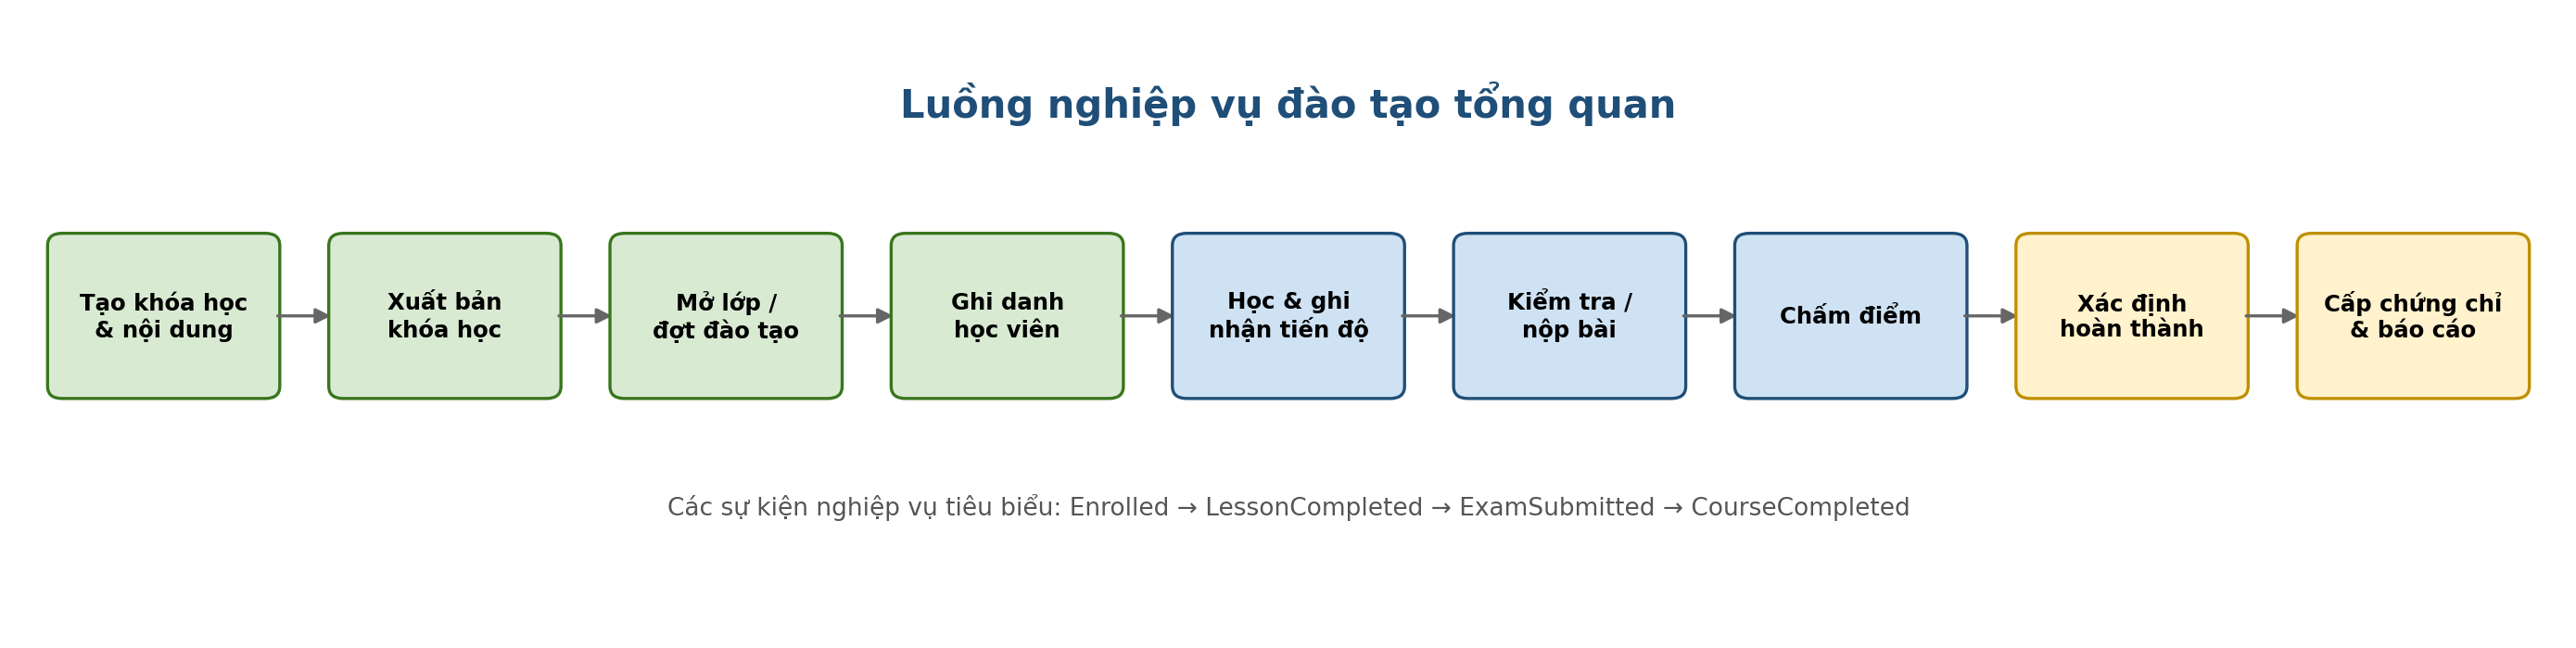 Luồng nghiệp vụ đào tạo tổng quan
Tạo khóa học
& nội dung
Xuất bản
khóa học
Mở lớp /
đợt đào tạo
Ghi danh
học viên
Học & ghi
nhận tiến độ
Kiểm tra /
nộp bài
Chấm điểm
Xác định
hoàn thành
Cấp chứng chỉ
& báo cáo
Các sự kiện nghiệp vụ tiêu biểu: Enrolled → LessonCompleted → ExamSubmitted → CourseCompleted